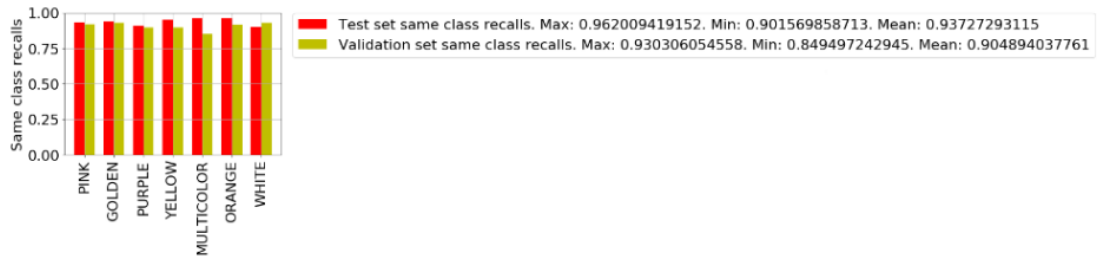 Same class recalls
1.00
0.75
0.50
0.25
0.00
PINK
GOLDEN
PURPLE
YELLOW
MULTICOLOR
ORANGE
WHITE
Test set same class recalls. Max: 0.962009419152. Min: 0.901569858713. Mean: 0.93727293115
Validation set same class recalls. Max: 0.930306054558. Min: 0.849497242945. Mean: 0.904894037761